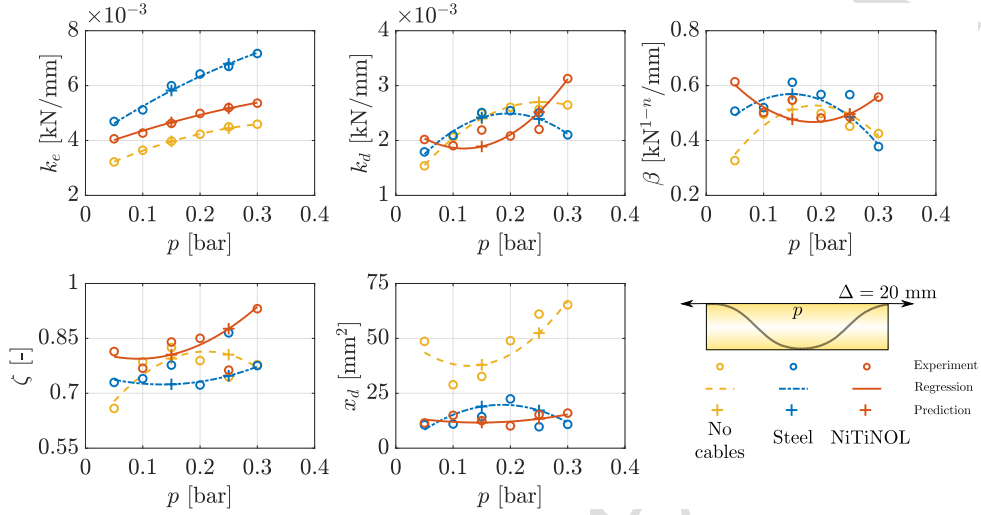 ×10⁻³
8
6
4
2
kₑ [kN/mm]
0 0.1 0.2 0.3 0.4
p [bar]
×10⁻³
4
3
2
1
k_d [kN/mm]
0 0.1 0.2 0.3 0.4
p [bar]
0.8
0.6
0.4
0.2
β [kN¹⁻ⁿ/mm]
0 0.1 0.2 0.3 0.4
p [bar]
1
0.85
0.7
0.55
ζ [-]
0 0.1 0.2 0.3 0.4
p [bar]
75
50
25
0
x_d [mm²]
0 0.1 0.2 0.3 0.4
p [bar]
Δ = 20 mm
p
Experiment
Regression
Prediction
No
cables
Steel
NiTiNOL